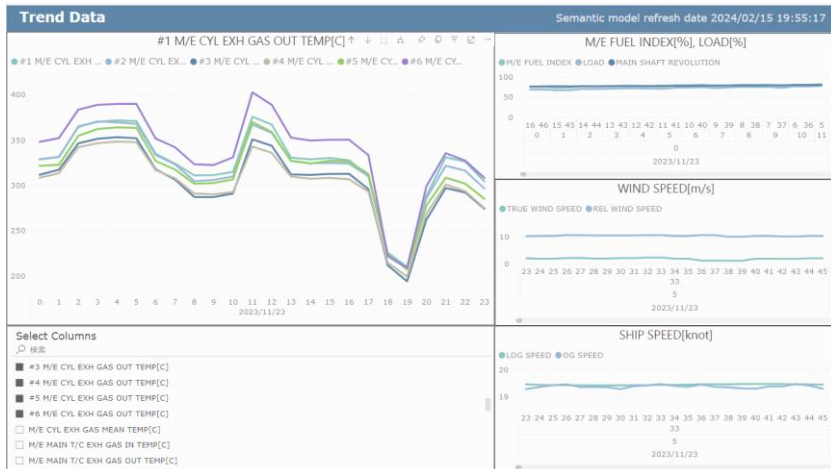 Trend Data
Semantic model refresh date 2024/02/15 19:55:17
#1 M/E CYL EXH GAS OUT TEMP[C]
#1 M/E CYL EXH ... #2 M/E CYL EX... #3 M/E CYL ... #4 M/E CYL ... #5 M/E CY... #6 M/E CY...
400
350
300
250
200
0 1 2 3 4 5 6 7 8 9 10 11 12 13 14 15 16 17 18 19 20 21 22 23
2023/11/23
Select Columns
検索
#3 M/E CYL EXH GAS OUT TEMP[C]
#4 M/E CYL EXH GAS OUT TEMP[C]
#5 M/E CYL EXH GAS OUT TEMP[C]
#6 M/E CYL EXH GAS OUT TEMP[C]
M/E CYL EXH GAS MEAN TEMP[C]
M/E MAIN T/C EXH GAS IN TEMP[C]
M/E MAIN T/C EXH GAS OUT TEMP[C]
M/E FUEL INDEX[%], LOAD[%]
M/E FUEL INDEX LOAD MAIN SHAFT REVOLUTION
100
50
0
16 46 15 45 14 44 13 43 12 42 11 41 10 40 9 39 8 38 7 37 6 36 5
0 1 2 3 4 5 6 7 8 9 10 11
0
2023/11/23
WIND SPEED[m/s]
TRUE WIND SPEED REL WIND SPEED
10
0
23 24 25 26 27 28 29 30 31 32 33 34 35 36 37 38 39 40 41 42 43 44 45
33
5
2023/11/23
SHIP SPEED[knot]
LOG SPEED OG SPEED
20
19
23 24 25 26 27 28 29 30 31 32 33 34 35 36 37 38 39 40 41 42 43 44 45
33
5
2023/11/23